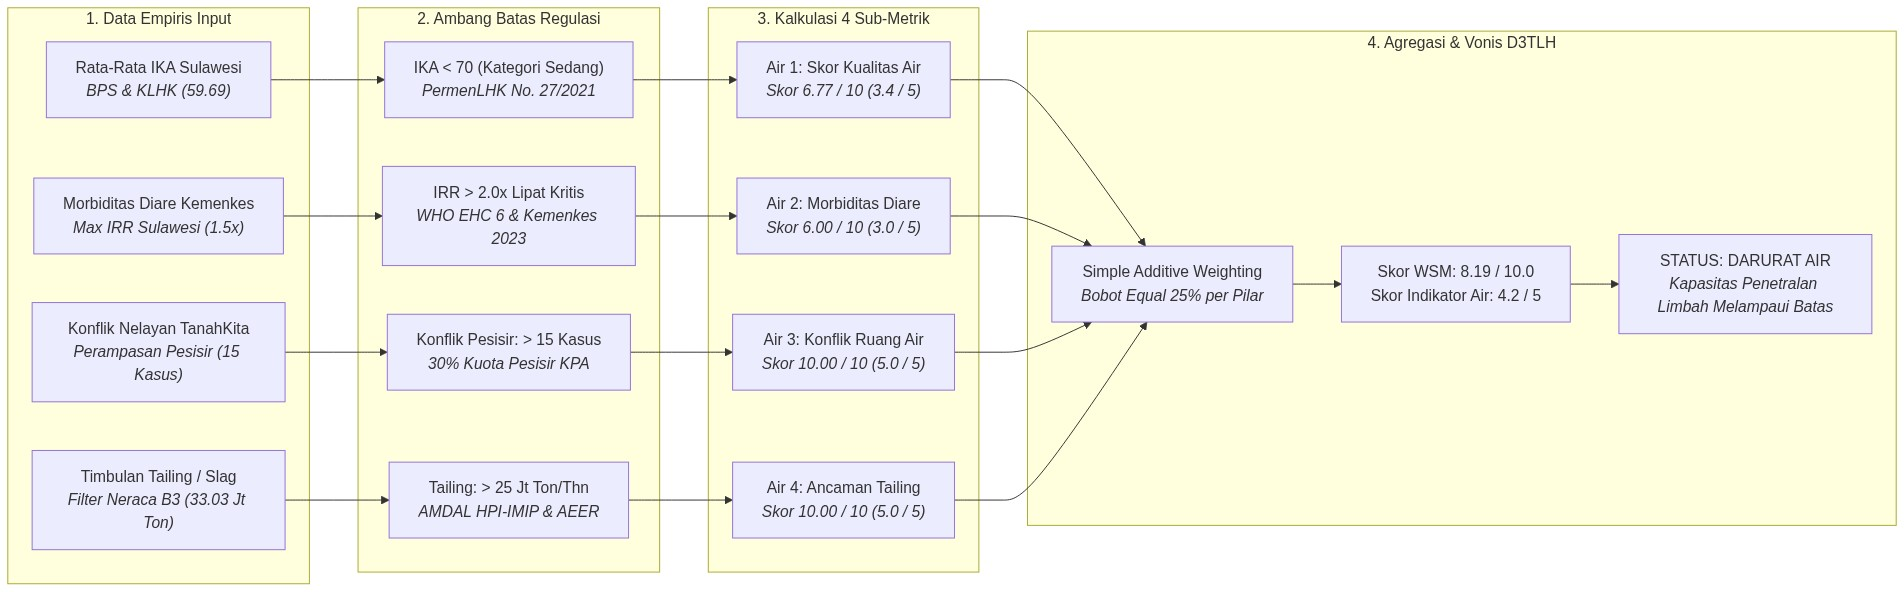 1. Data Empiris Input
Rata-Rata IKA Sulawesi
BPS & KLHK (59.69)
Morbiditas Diare Kemenkes
Max IRR Sulawesi (1.5x)
Konflik Nelayan TanahKita
Perampasan Pesisir (15
Kasus)
Timbulan Tailing / Slag
Filter Neraca B3 (33.03 Jt
Ton)
2. Ambang Batas Regulasi
IKA < 70 (Kategori Sedang)
PermenLHK No. 27/2021
IRR > 2.0x Lipat Kritis
WHO EHC 6 & Kemenkes
2023
Konflik Pesisir: > 15 Kasus
30% Kuota Pesisir KPA
Tailing: > 25 Jt Ton/Thn
AMDAL HPI-IMIP & AEER
3. Kalkulasi 4 Sub-Metrik
Air 1: Skor Kualitas Air
Skor 6.77 / 10 (3.4 / 5)
Air 2: Morbiditas Diare
Skor 6.00 / 10 (3.0 / 5)
Air 3: Konflik Ruang Air
Skor 10.00 / 10 (5.0 / 5)
Air 4: Ancaman Tailing
Skor 10.00 / 10 (5.0 / 5)
4. Agregasi & Vonis D3TLH
Simple Additive Weighting
Bobot Equal 25% per Pilar
Skor WSM: 8.19 / 10.0
Skor Indikator Air: 4.2 / 5
STATUS: DARURAT AIR
Kapasitas Penetralan
Limbah Melampaui Batas